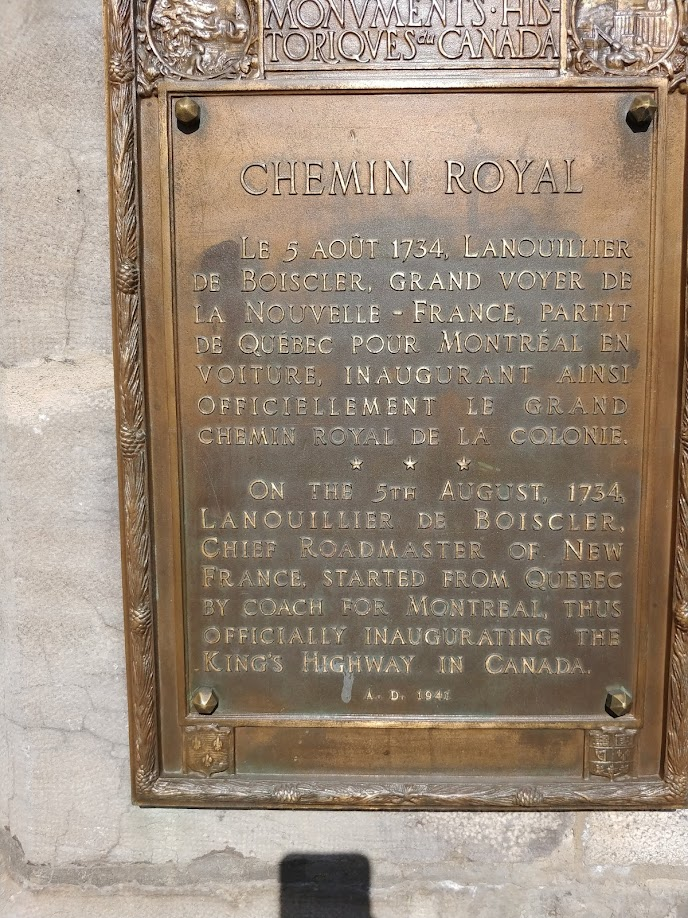 MONVMENTS·HIS-
TORIQVES du CANADA
CHEMIN ROYAL
LE 5 AOÛT 1734, LANOUILLIER
DE BOISCLER, GRAND VOYER DE
LA NOUVELLE-FRANCE, PARTIT
DE QUÉBEC POUR MONTRÉAL EN
VOITURE, INAUGURANT AINSI
OFFICIELLEMENT LE GRAND
CHEMIN ROYAL DE LA COLONIE.
ON THE 5TH AUGUST, 1734,
LANOUILLIER DE BOISCLER,
CHIEF ROADMASTER OF NEW
FRANCE, STARTED FROM QUEBEC
BY COACH FOR MONTREAL, THUS
OFFICIALLY INAUGURATING THE
KING'S HIGHWAY IN CANADA.
A. D. 1941